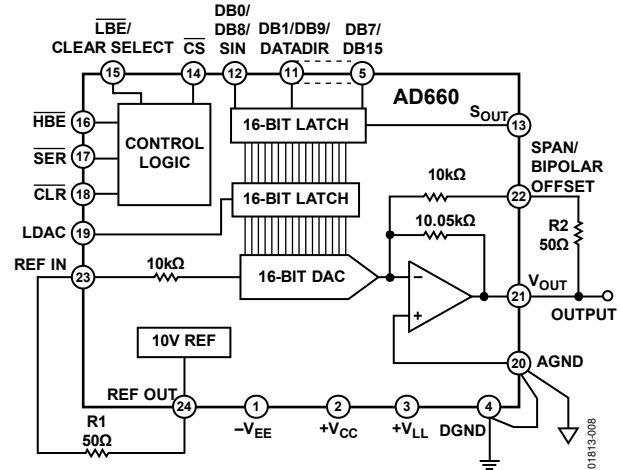 LBE/
CLEAR SELECT
CS
DB0/
DB8/
SIN
DB1/DB9/
DATADIR
DB7/
DB15
15
14
12
11
5
AD660
HBE
16
SER
17
CLR
18
CONTROL
LOGIC
16-BIT LATCH
SOUT
13
SPAN/
BIPOLAR
OFFSET
10kΩ
22
LDAC
19
16-BIT LATCH
10.05kΩ
R2
50Ω
REF IN
23
10kΩ
16-BIT DAC
−
+
VOUT
21
OUTPUT
10V REF
20
AGND
REF OUT
24
1
2
3
4
−VEE
+VCC
+VLL
DGND
R1
50Ω
01813-008